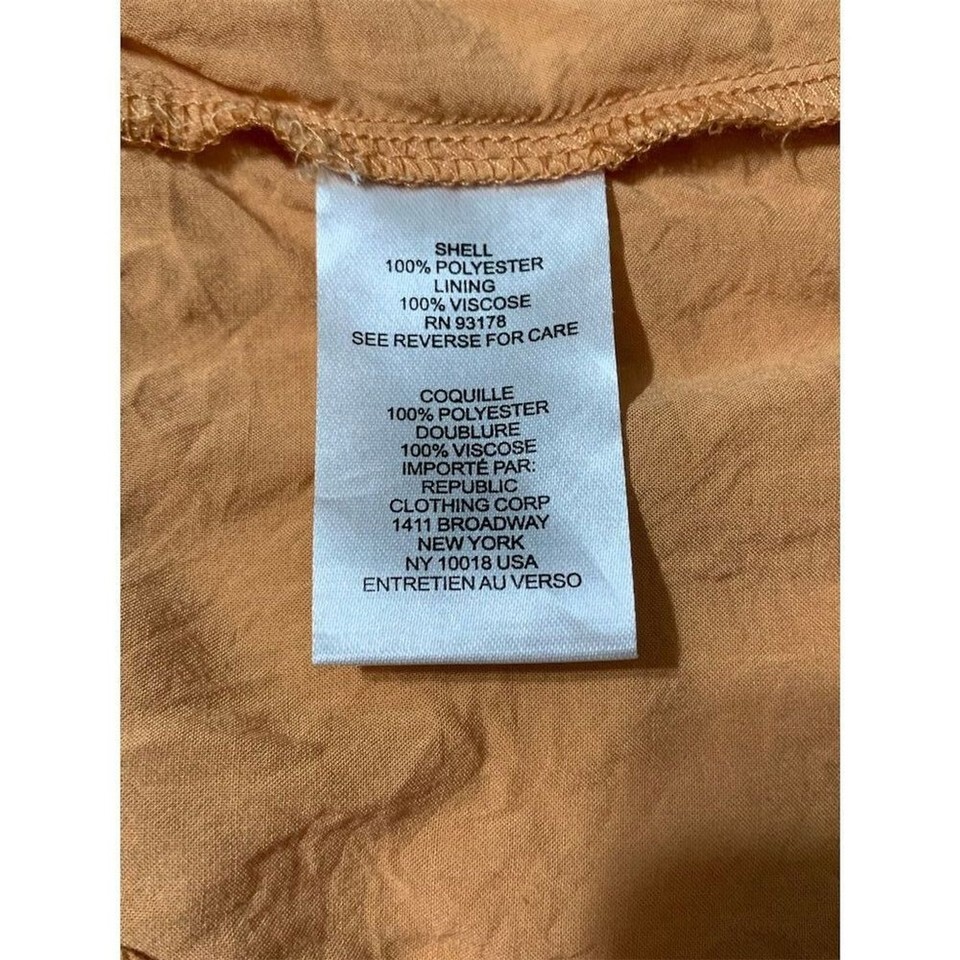 SHELL
100% POLYESTER
LINING
100% VISCOSE
RN 93178
SEE REVERSE FOR CARE
COQUILLE
100% POLYESTER
DOUBLURE
100% VISCOSE
IMPORTÉ PAR:
REPUBLIC
CLOTHING CORP
1411 BROADWAY
NEW YORK
NY 10018 USA
ENTRETIEN AU VERSO